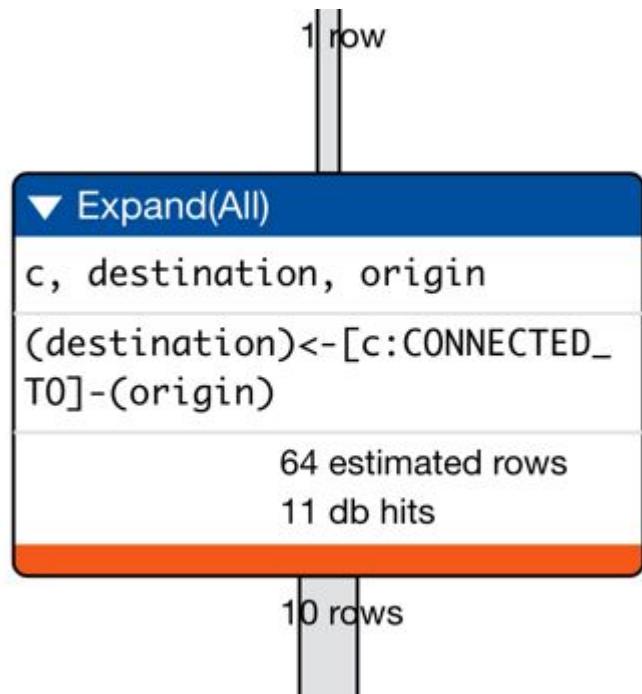 1 row
▼ Expand(All)
c, destination, origin
(destination)<-[c:CONNECTED_
TO]-(origin)
64 estimated rows
11 db hits
10 rows